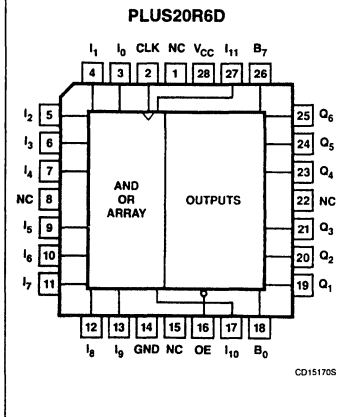 PLUS20R6D
I1 I0 CLK NC VCC I11 B7
4 3 2 1 28 27 26
I2 5 25 Q6
I3 6 24 Q5
I4 7 23 Q4
NC 8 22 NC
I5 9 21 Q3
I6 10 20 Q2
I7 11 19 Q1
AND
OR
ARRAY
OUTPUTS
12 13 14 15 16 17 18
I8 I9 GND NC OE I10 B0
CD15170S